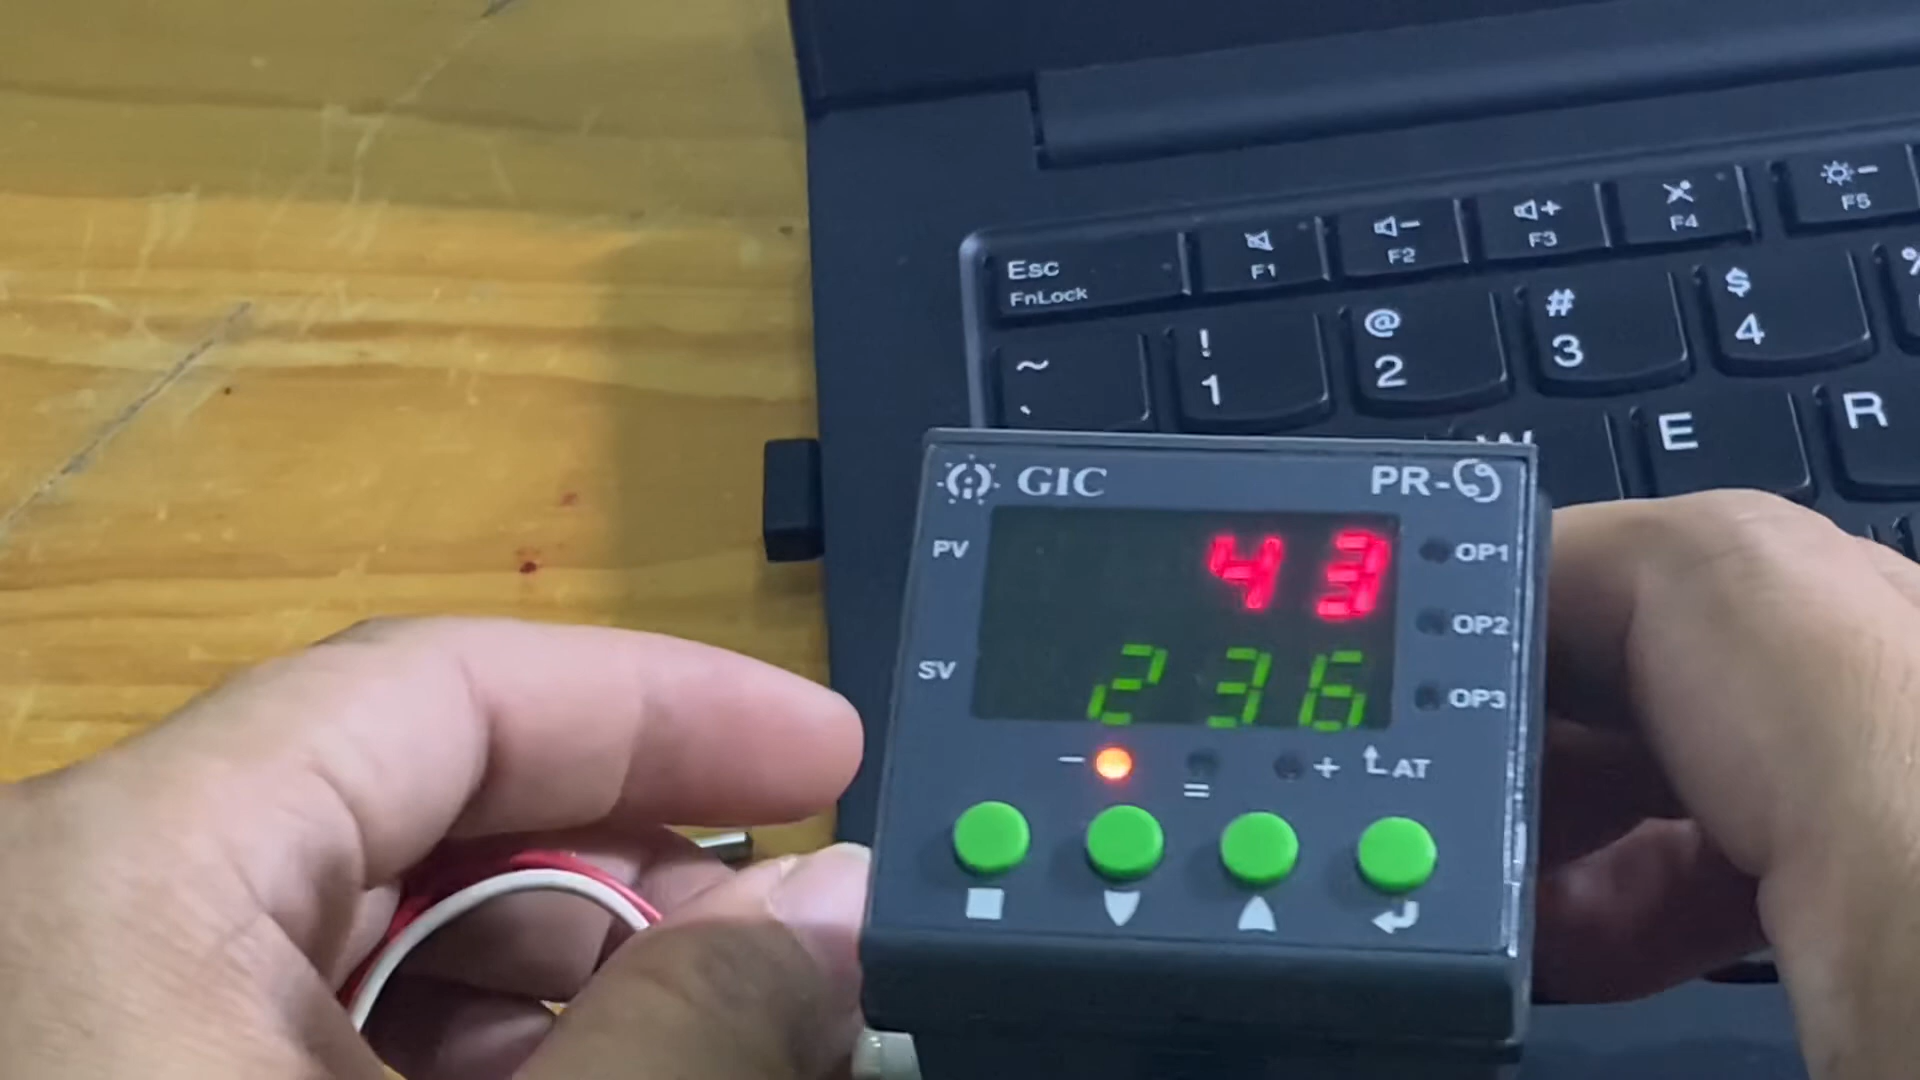 Esc
FnLock
F1
F2
F3
F4
F5
~
`
!
1
@
2
#
3
$
4
%
W
E
R
GIC
PR-69
PV
43
OP1
OP2
SV
236
OP3
-
=
+
AT